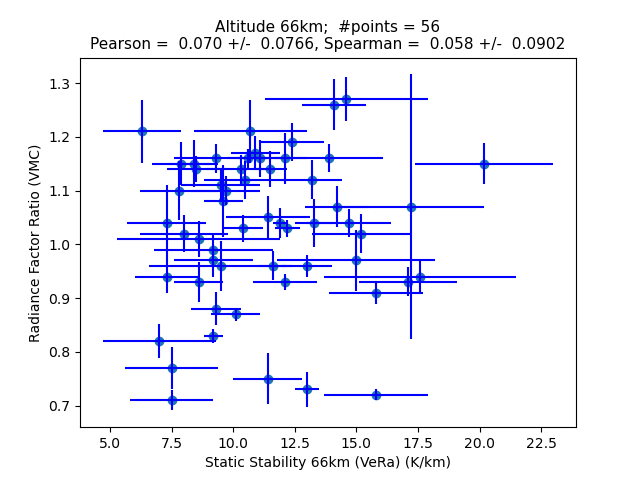 Altitude 66km;  #points = 56
Pearson =  0.070 +/-  0.0766, Spearman =  0.058 +/-  0.0902
1.3
1.2
1.1
1.0
0.9
0.8
0.7
Radiance Factor Ratio (VMC)
5.0 7.5 10.0 12.5 15.0 17.5 20.0 22.5
Static Stability 66km (VeRa) (K/km)